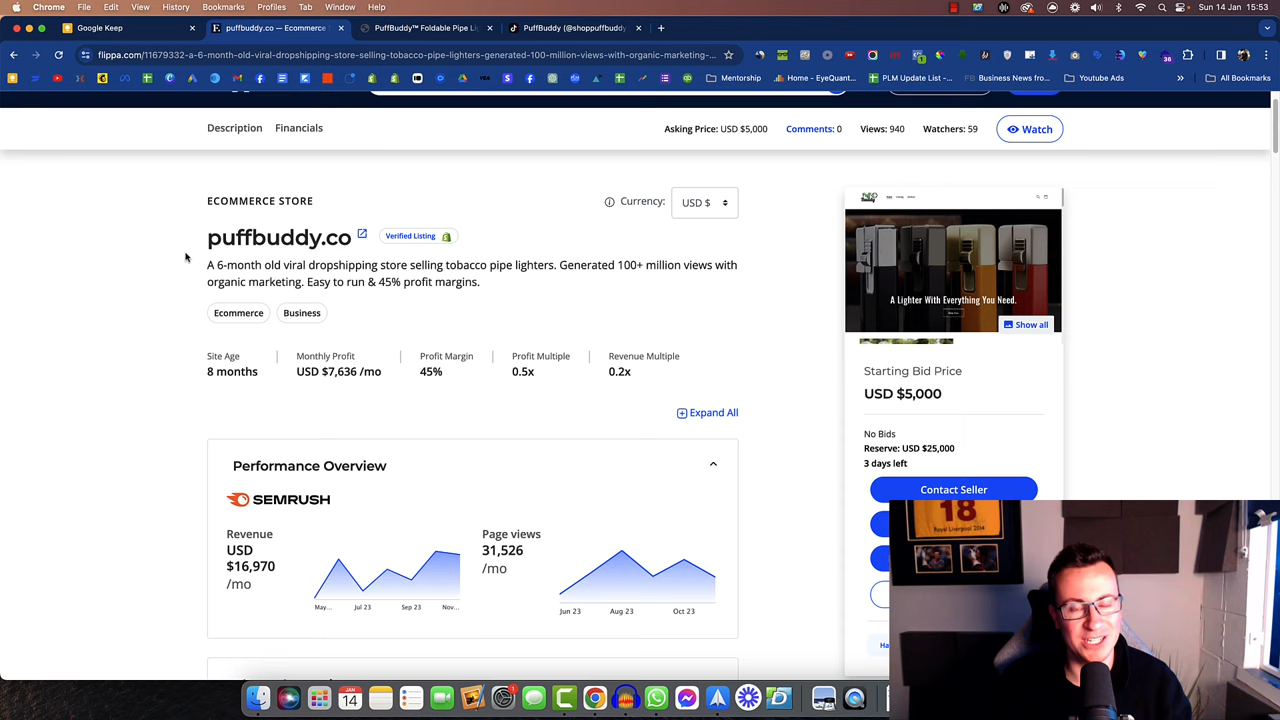 Chrome File Edit View History Bookmarks Profiles Tab Window Help
Sun 14 Jan 15:53
Google Keep
puffbuddy.co — Ecommerce
PuffBuddy™ Foldable Pipe Li
PuffBuddy (@shoppuffbuddy
flippa.com/11679332-a-6-month-old-viral-dropshipping-store-selling-tobacco-pipe-lighters-generated-100-million-views-with-organic-marketing-...
Mentorship
Home - EyeQuant...
PLM Update List -...
Business News fro...
Youtube Ads
All Bookmarks
Description Financials
Asking Price: USD $5,000
Comments: 0
Views: 940
Watchers: 59
Watch
ECOMMERCE STORE
Currency: USD $
puffbuddy.co
Verified Listing
A 6-month old viral dropshipping store selling tobacco pipe lighters. Generated 100+ million views with
organic marketing. Easy to run & 45% profit margins.
Ecommerce
Business
Site Age Monthly Profit Profit Margin Profit Multiple Revenue Multiple
8 months USD $7,636 /mo 45% 0.5x 0.2x
Expand All
Performance Overview
SEMRUSH
Revenue
USD
$16,970
/mo
May... Jul 23 Sep 23 Nov...
Page views
31,526
/mo
Jun 23 Aug 23 Oct 23
A Lighter With Everything You Need.
Show all
Starting Bid Price
USD $5,000
No Bids
Reserve: USD $25,000
3 days left
Contact Seller
Ha
18
Royal Liverpool 2014
JAN
14